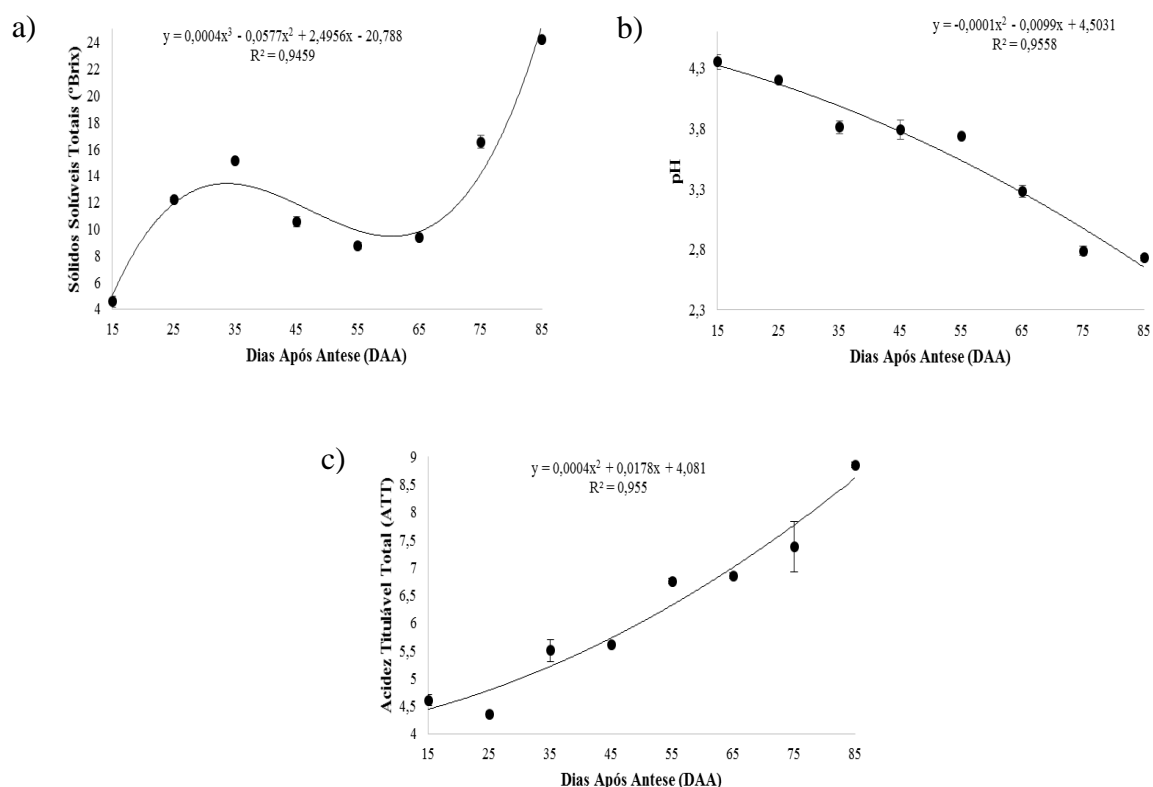 a)
y = 0,0004x³ - 0,0577x² + 2,4956x - 20,788
R² = 0,9459
Sólidos Solúveis Totais (ºBrix)
24
22
20
18
16
14
12
10
8
6
4
15 25 35 45 55 65 75 85
Dias Após Antese (DAA)
b)
y = -0,0001x² - 0,0099x + 4,5031
R² = 0,9558
pH
4,3
3,8
3,3
2,8
2,3
15 25 35 45 55 65 75 85
Dias Após Antese (DAA)
c)
y = 0,0004x² + 0,0178x + 4,081
R² = 0,955
Acidez Titulável Total (ATT)
9
8,5
8
7,5
7
6,5
6
5,5
5
4,5
4
15 25 35 45 55 65 75 85
Dias Após Antese (DAA)